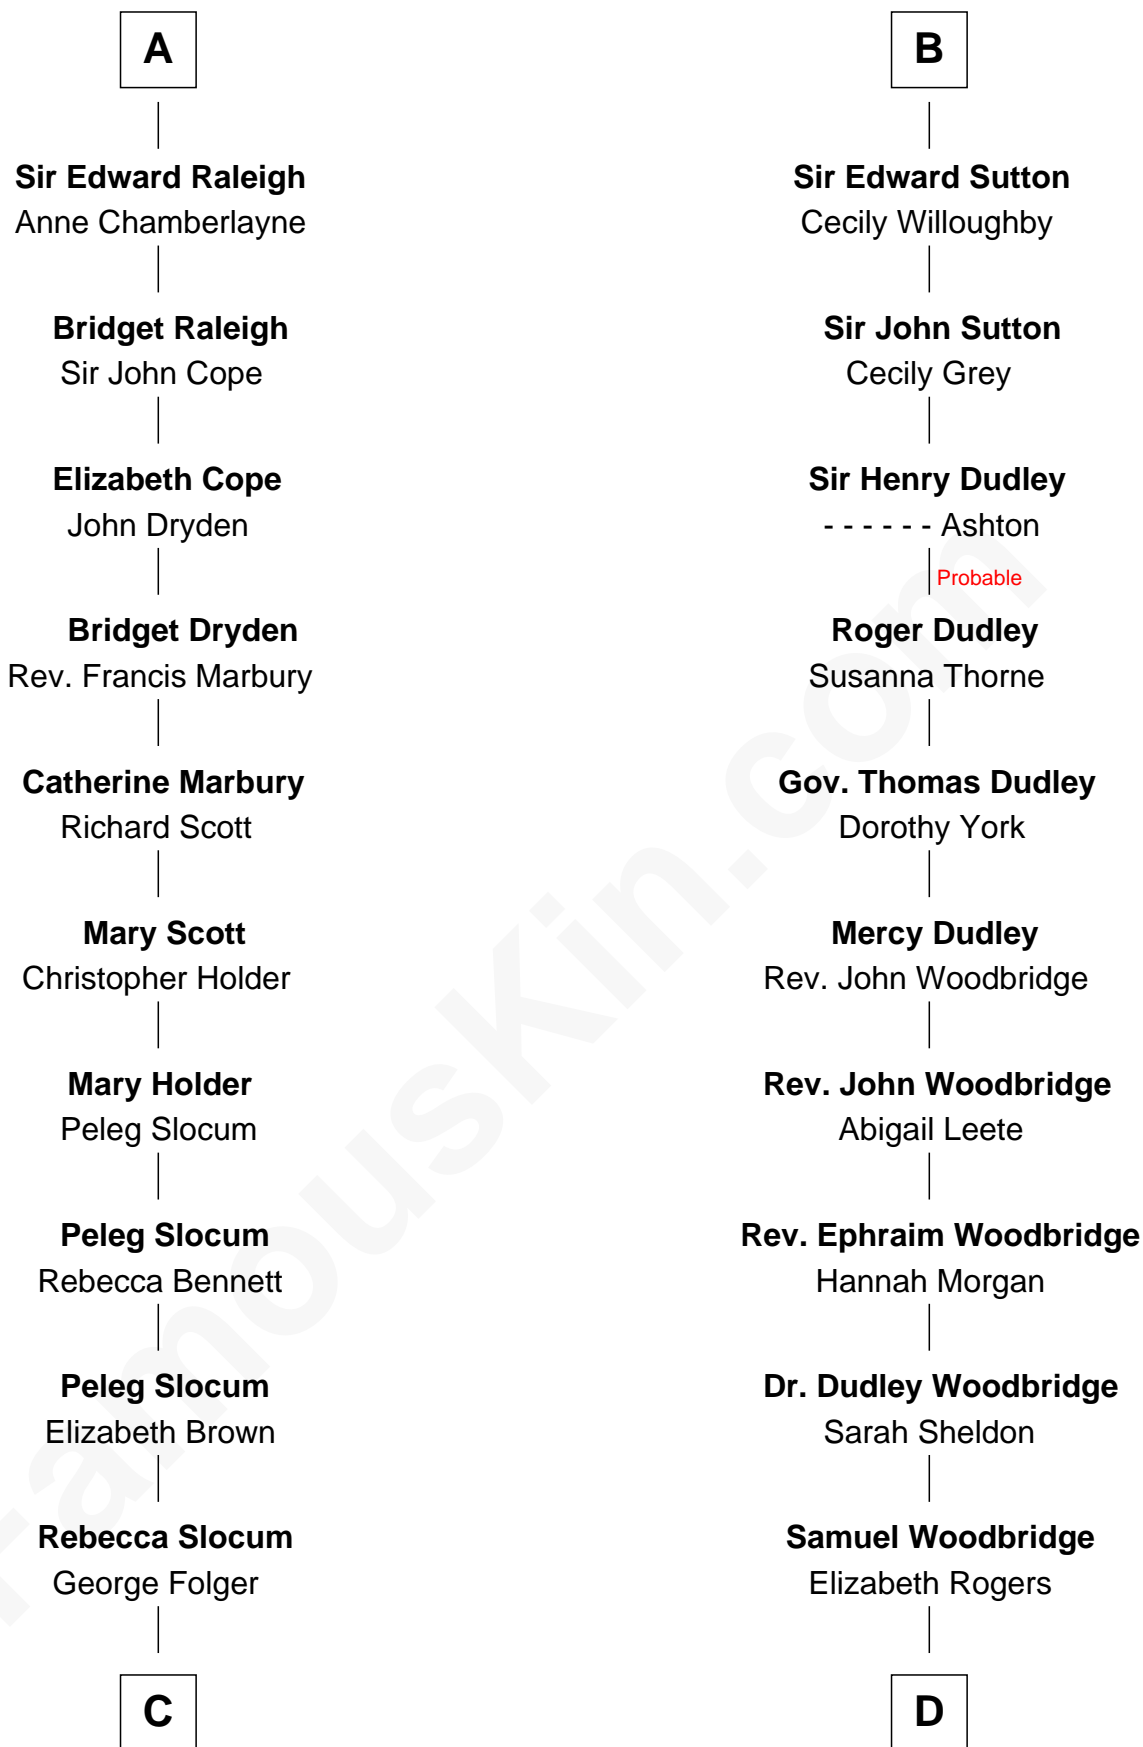 A
Sir Edward Raleigh
Anne Chamberlayne
Bridget Raleigh
Sir John Cope
Elizabeth Cope
John Dryden
Bridget Dryden
Rev. Francis Marbury
Catherine Marbury
Richard Scott
Mary Scott
Christopher Holder
Mary Holder
Peleg Slocum
Peleg Slocum
Rebecca Bennett
Peleg Slocum
Elizabeth Brown
Rebecca Slocum
George Folger
C
B
Sir Edward Sutton
Cecily Willoughby
Sir John Sutton
Cecily Grey
Sir Henry Dudley
- - - - - - Ashton
Probable
Roger Dudley
Susanna Thorne
Gov. Thomas Dudley
Dorothy York
Mercy Dudley
Rev. John Woodbridge
Rev. John Woodbridge
Abigail Leete
Rev. Ephraim Woodbridge
Hannah Morgan
Dr. Dudley Woodbridge
Sarah Sheldon
Samuel Woodbridge
Elizabeth Rogers
D
FamousKin.com